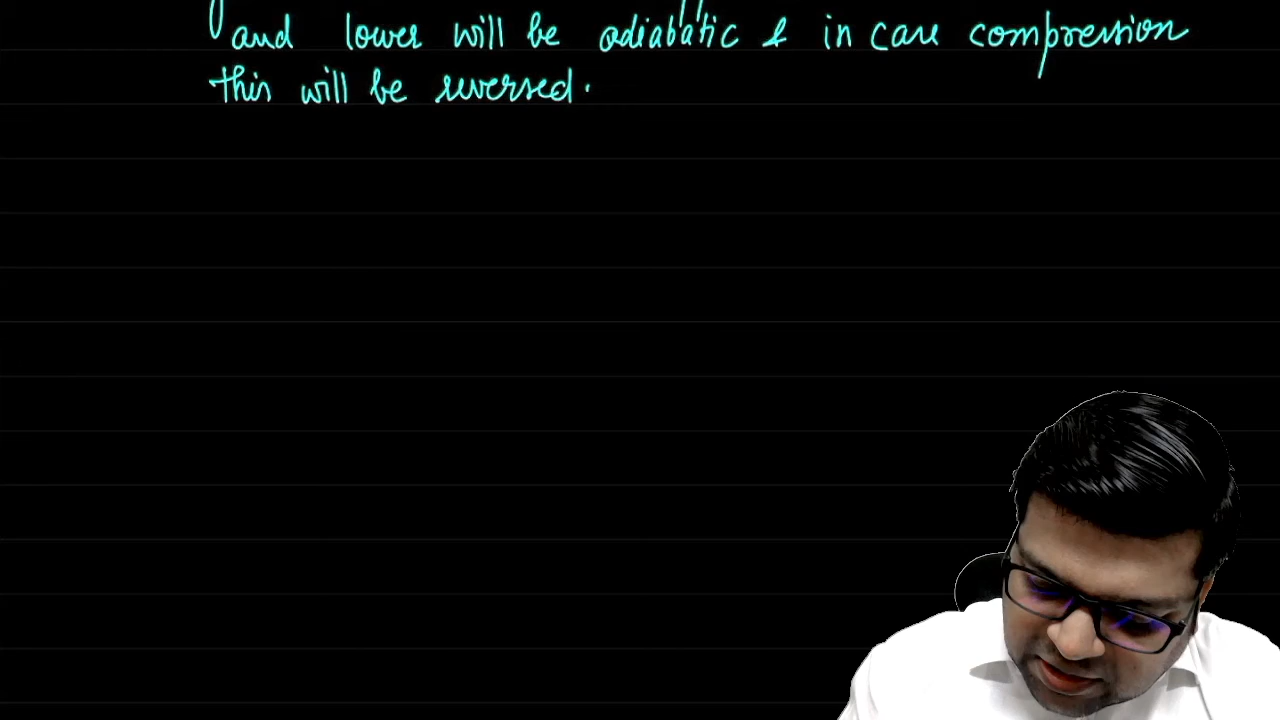 and lower will be adiabatic & in case compression
this will be reversed.